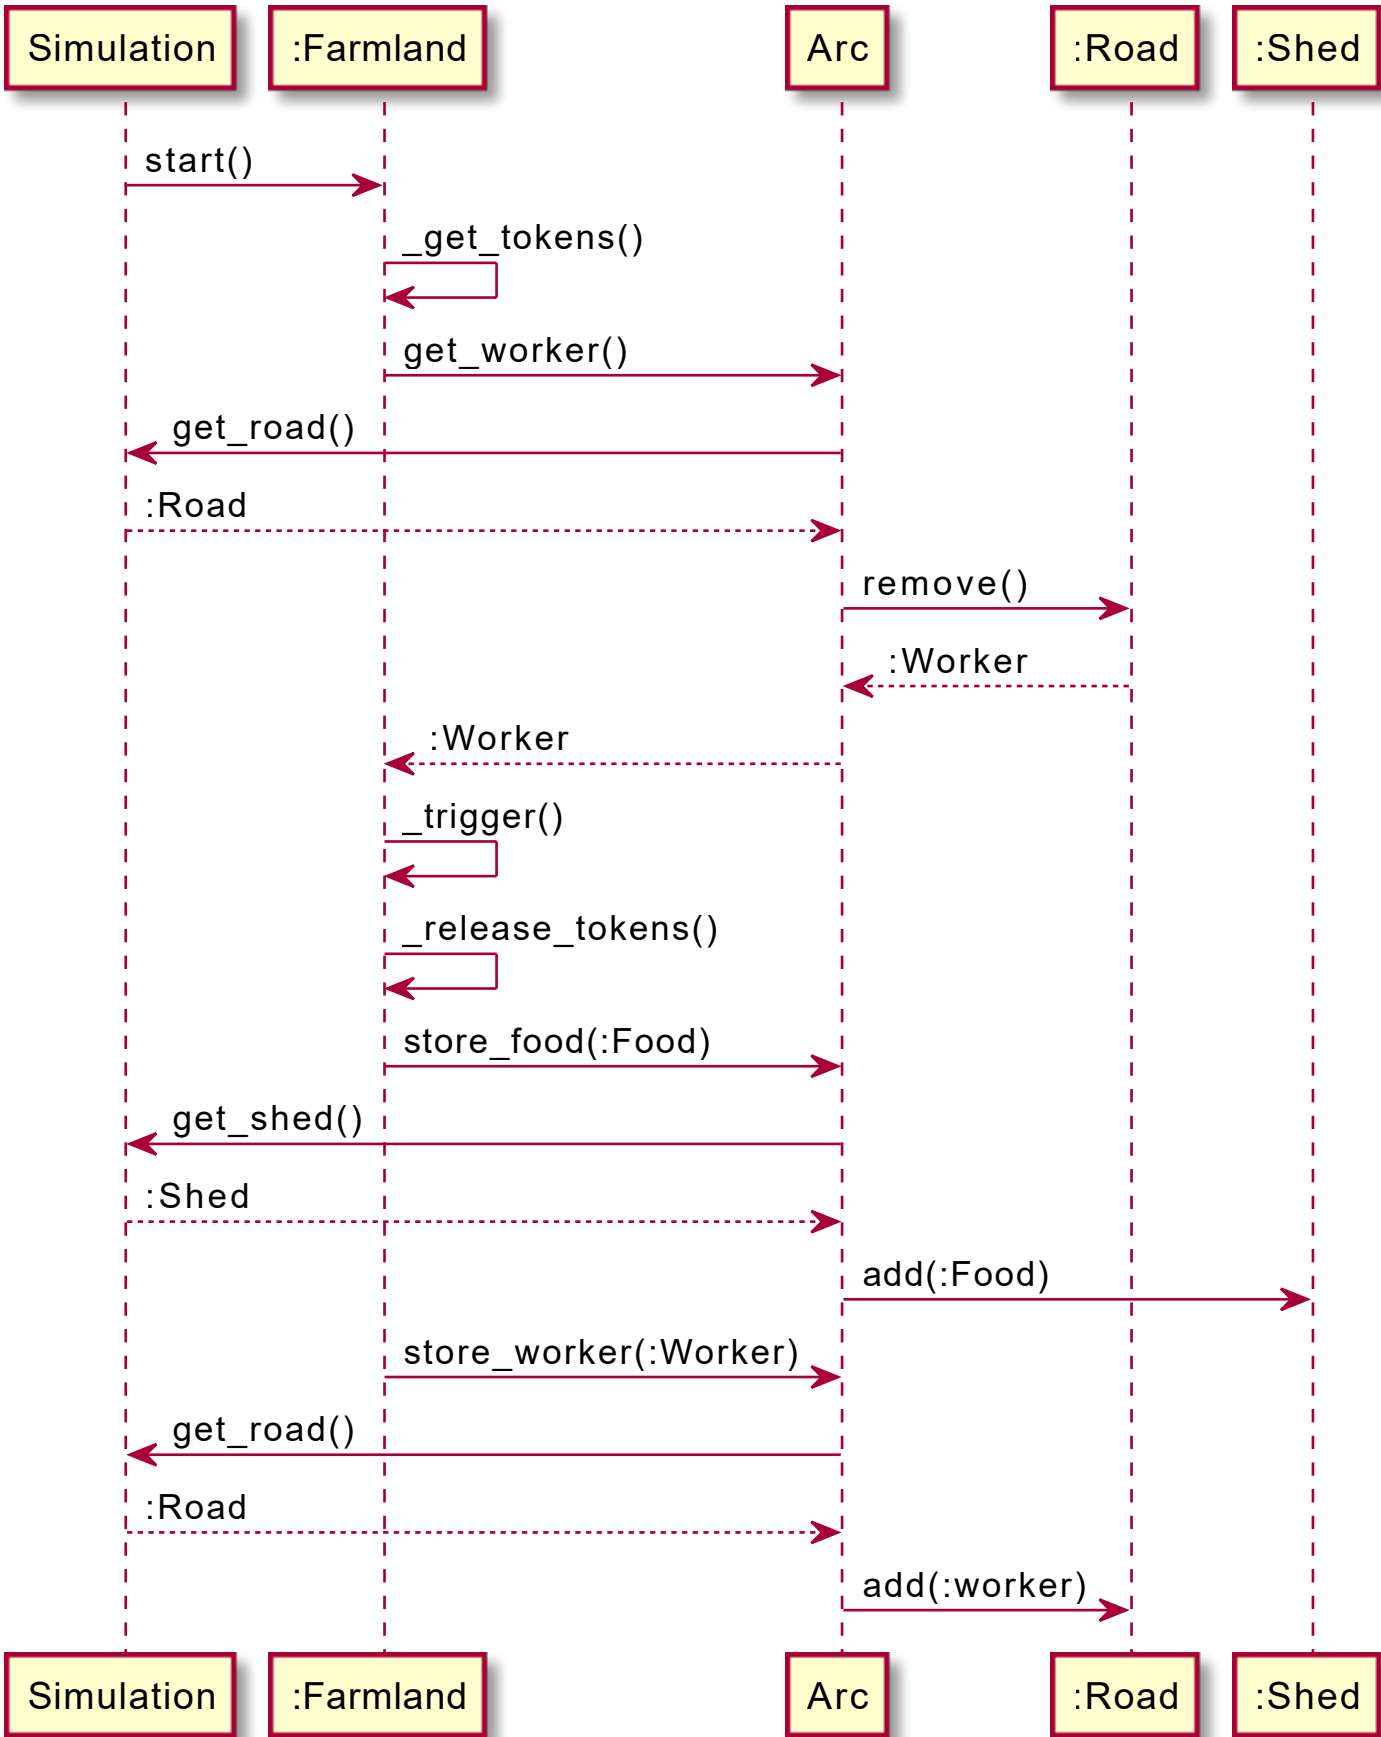 Simulation :Farmland Arc :Road :Shed
start()
_get_tokens()
get_worker()
get_road()
:Road
remove()
:Worker
:Worker
_trigger()
_release_tokens()
store_food(:Food)
get_shed()
:Shed
add(:Food)
store_worker(:Worker)
get_road()
:Road
add(:worker)
Simulation :Farmland Arc :Road :Shed